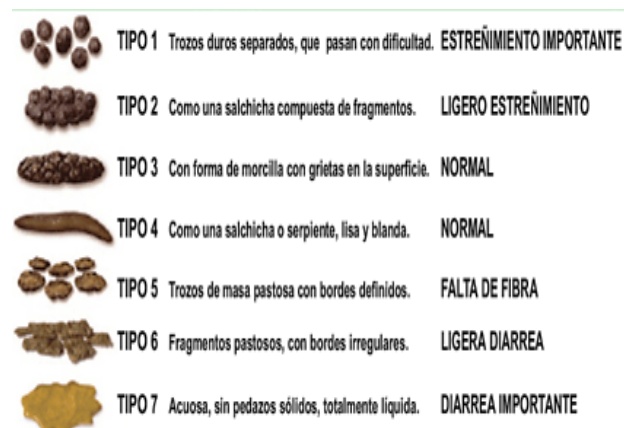 TIPO 1 Trozos duros separados, que pasan con dificultad. ESTREÑIMIENTO IMPORTANTE
TIPO 2 Como una salchicha compuesta de fragmentos. LIGERO ESTREÑIMIENTO
TIPO 3 Con forma de morcilla con grietas en la superficie. NORMAL
TIPO 4 Como una salchicha o serpiente, lisa y blanda. NORMAL
TIPO 5 Trozos de masa pastosa con bordes definidos. FALTA DE FIBRA
TIPO 6 Fragmentos pastosos, con bordes irregulares. LIGERA DIARREA
TIPO 7 Acuosa, sin pedazos sólidos, totalmente líquida. DIARREA IMPORTANTE